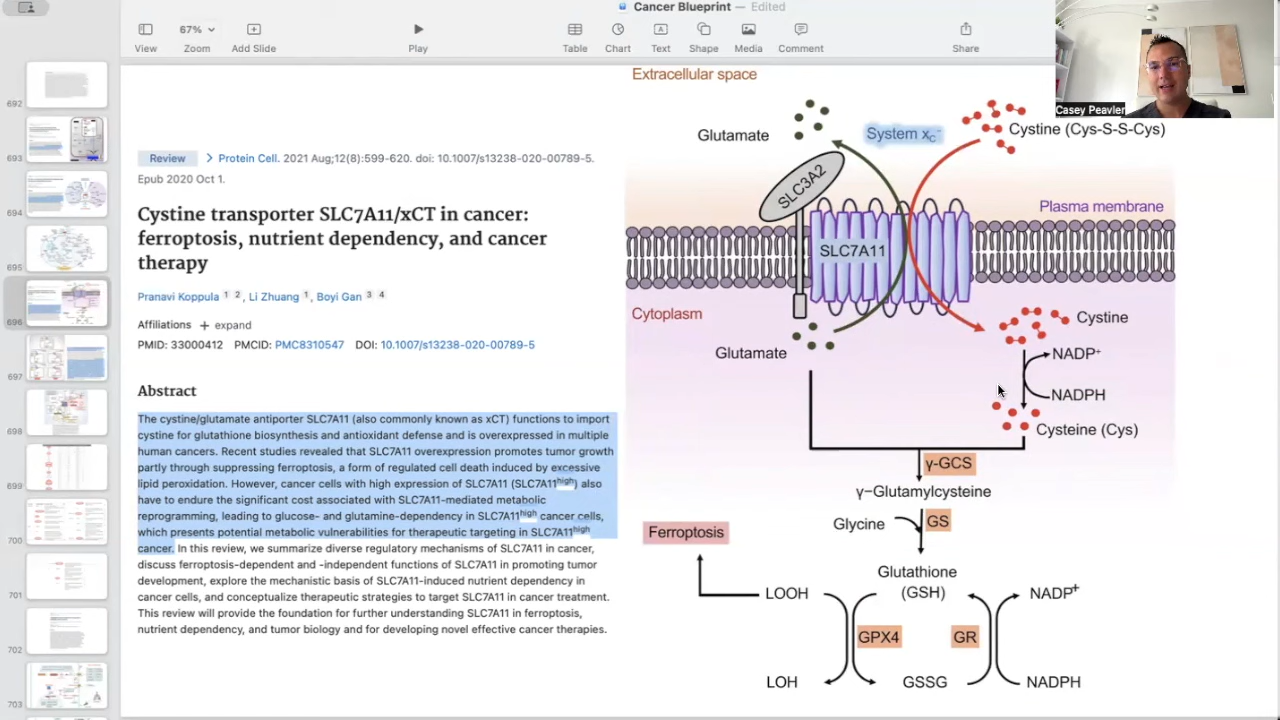 Cancer Blueprint — Edited
67%
View
Zoom
Add Slide
Play
Table
Chart
Text
Shape
Media
Comment
Share
Casey Peavler
692
693
694
695
696
697
698
699
700
701
702
703
Review > Protein Cell. 2021 Aug;12(8):599-620. doi: 10.1007/s13238-020-00789-5.
Epub 2020 Oct 1.
Cystine transporter SLC7A11/xCT in cancer:
ferroptosis, nutrient dependency, and cancer
therapy
Pranavi Koppula 1 2, Li Zhuang 1, Boyi Gan 3 4
Affiliations + expand
PMID: 33000412 PMCID: PMC8310547 DOI: 10.1007/s13238-020-00789-5
Abstract
The cystine/glutamate antiporter SLC7A11 (also commonly known as xCT) functions to import
cystine for glutathione biosynthesis and antioxidant defense and is overexpressed in multiple
human cancers. Recent studies revealed that SLC7A11 overexpression promotes tumor growth
partly through suppressing ferroptosis, a form of regulated cell death induced by excessive
lipid peroxidation. However, cancer cells with high expression of SLC7A11 (SLC7A11high) also
have to endure the significant cost associated with SLC7A11-mediated metabolic
reprogramming, leading to glucose- and glutamine-dependency in SLC7A11high cancer cells,
which presents potential metabolic vulnerabilities for therapeutic targeting in SLC7A11high
cancer. In this review, we summarize diverse regulatory mechanisms of SLC7A11 in cancer,
discuss ferroptosis-dependent and -independent functions of SLC7A11 in promoting tumor
development, explore the mechanistic basis of SLC7A11-induced nutrient dependency in
cancer cells, and conceptualize therapeutic strategies to target SLC7A11 in cancer treatment.
This review will provide the foundation for further understanding SLC7A11 in ferroptosis,
nutrient dependency, and tumor biology and for developing novel effective cancer therapies.
Extracellular space
Glutamate
System xc-
Cystine (Cys-S-S-Cys)
SLC3A2
Plasma membrane
SLC7A11
Cytoplasm
Cystine
Glutamate
NADP+
NADPH
Cysteine (Cys)
γ-GCS
γ−Glutamylcysteine
Glycine
GS
Ferroptosis
Glutathione
(GSH)
LOOH
NADP+
GPX4
GR
LOH
GSSG
NADPH